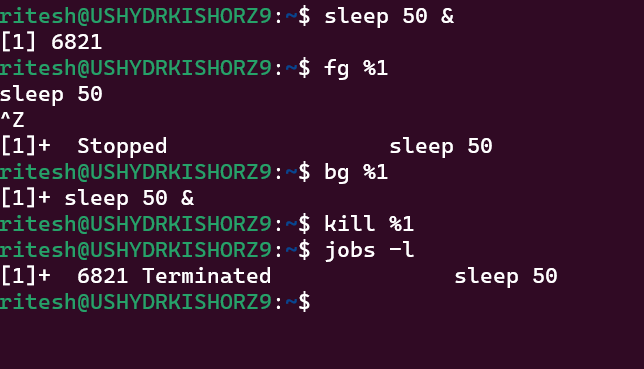 ritesh@USHYDRKISHORZ9:~$ sleep 50 &
[1] 6821
ritesh@USHYDRKISHORZ9:~$ fg %1
sleep 50
^Z
[1]+  Stopped                 sleep 50
ritesh@USHYDRKISHORZ9:~$ bg %1
[1]+ sleep 50 &
ritesh@USHYDRKISHORZ9:~$ kill %1
ritesh@USHYDRKISHORZ9:~$ jobs -l
[1]+  6821 Terminated              sleep 50
ritesh@USHYDRKISHORZ9:~$